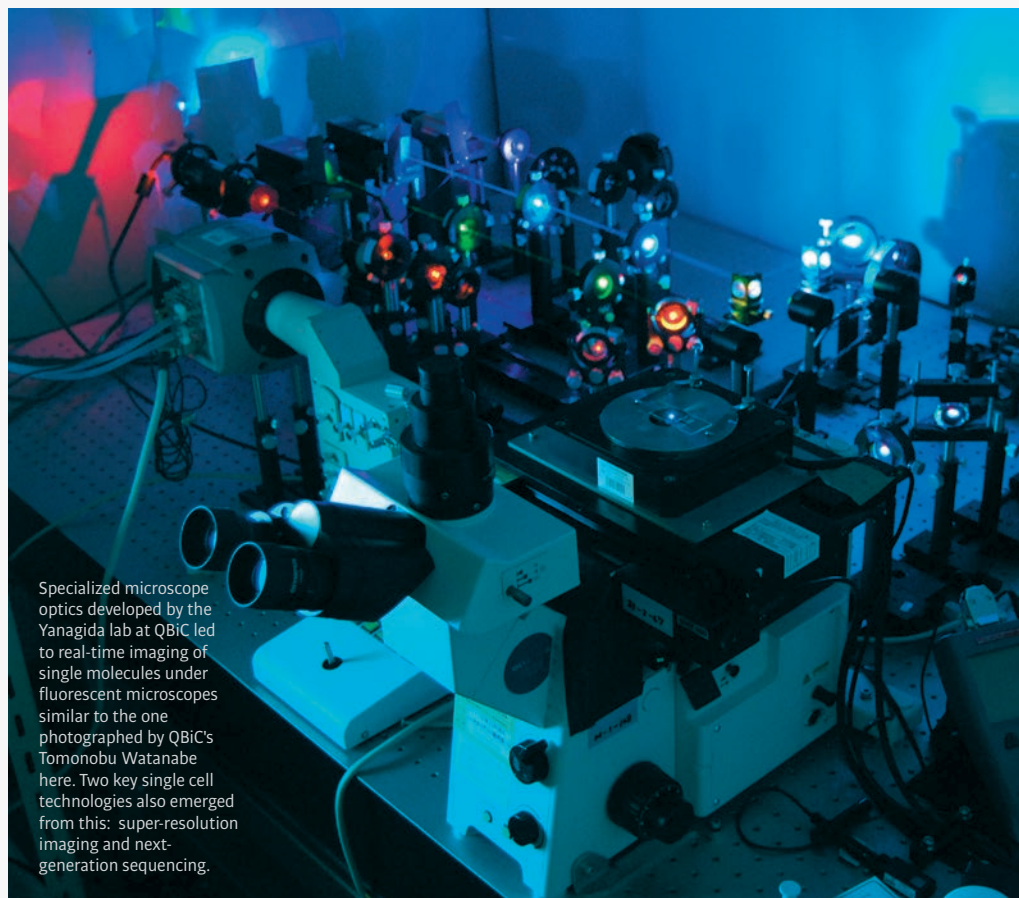 Specialized microscope
optics developed by the
Yanagida lab at QBiC led
to real-time imaging of
single molecules under
fluorescent microscopes
similar to the one
photographed by QBiC's
Tomonobu Watanabe
here. Two key single cell
technologies also emerged
from this: super-resolution
imaging and next-
generation sequencing.